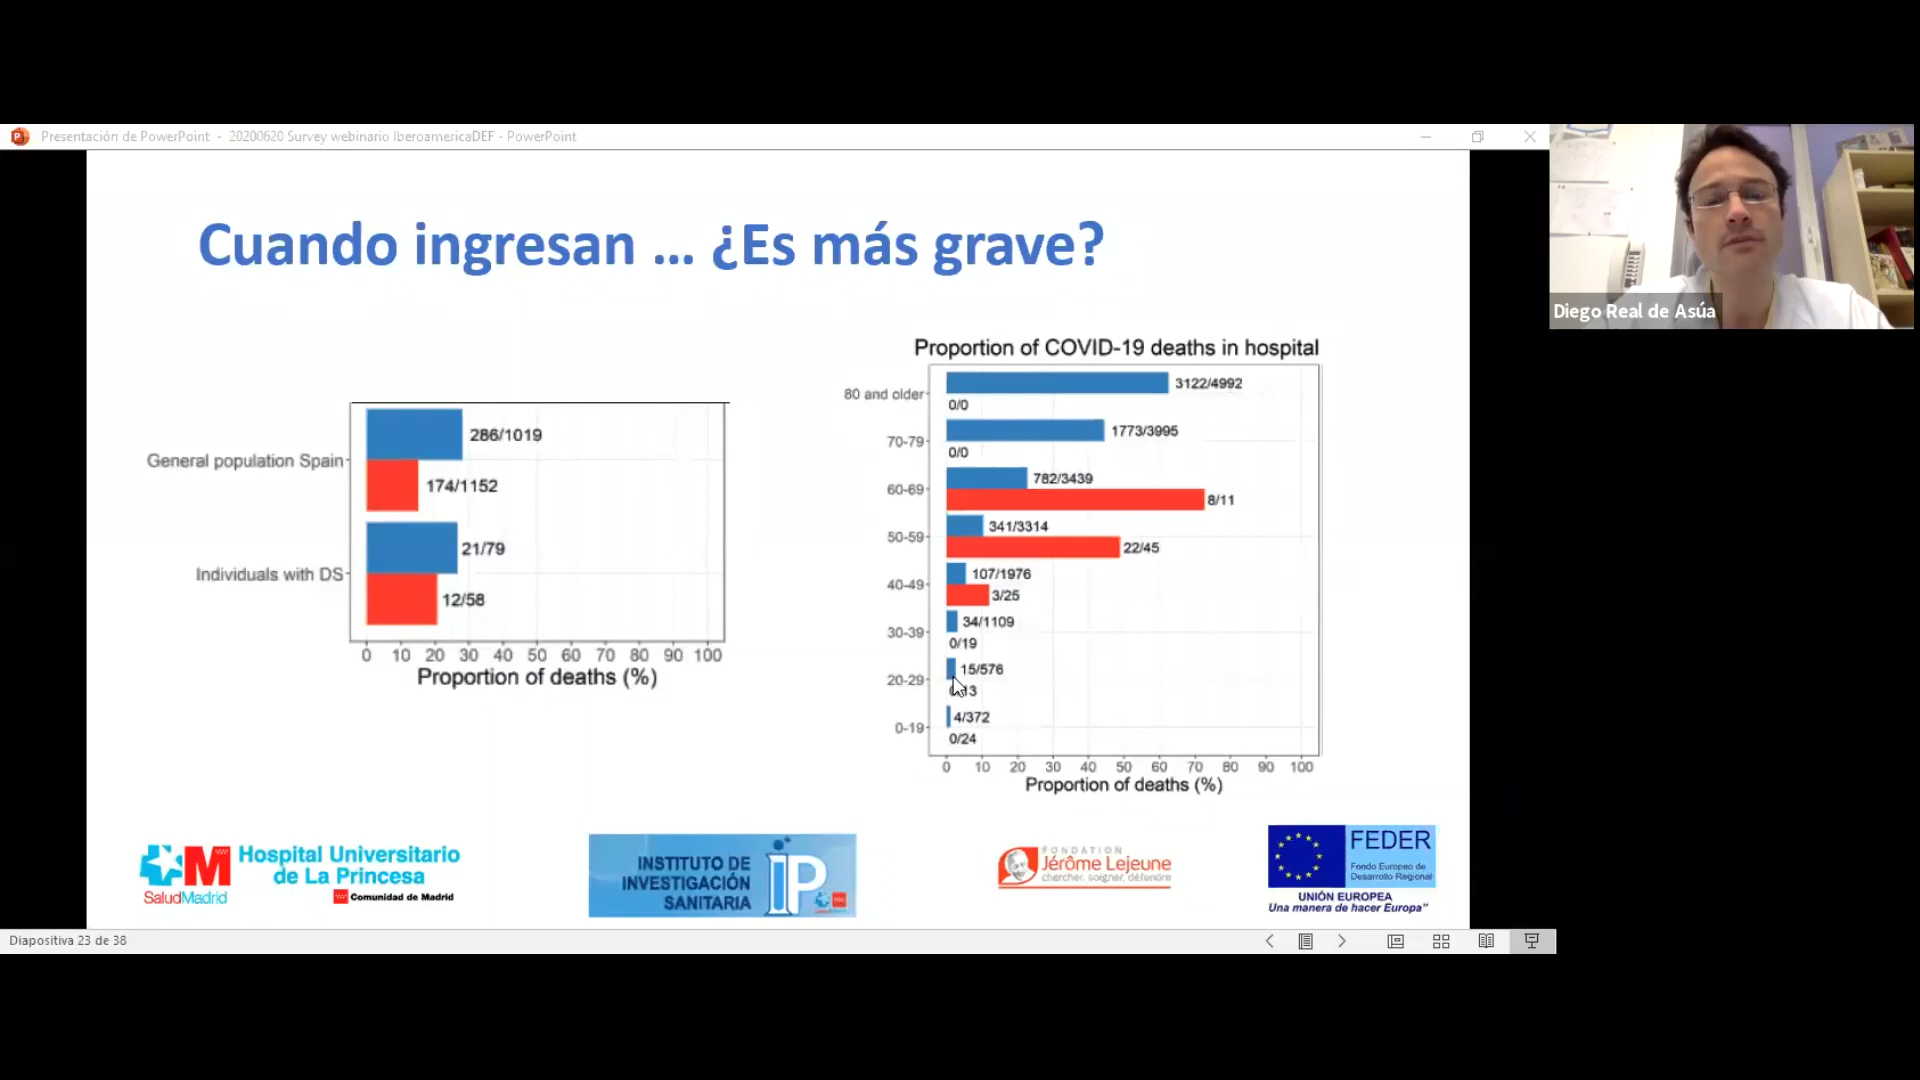 Presentación de PowerPoint - 20200620 Survey webinario IberoamericaDEF - PowerPoint
Diego Real de Asúa
Cuando ingresan ... ¿Es más grave?
General population Spain
286/1019
174/1152
Individuals with DS
21/79
12/58
0 10 20 30 40 50 60 70 80 90 100
Proportion of deaths (%)
Proportion of COVID-19 deaths in hospital
80 and older
3122/4992
0/0
70-79
1773/3995
0/0
60-69
782/3439
8/11
50-59
341/3314
22/45
40-49
107/1976
3/25
30-39
34/1109
0/19
20-29
15/576
0-19
4/372
0/24
0 10 20 30 40 50 60 70 80 90 100
Proportion of deaths (%)
SaludMadrid
Hospital Universitario
de La Princesa
Comunidad de Madrid
INSTITUTO DE
INVESTIGACIÓN
SANITARIA
IP
FONDATION
Jérôme Lejeune
chercher, soigner, défendre
FEDER
Fondo Europeo de
Desarrollo Regional
UNIÓN EUROPEA
Una manera de hacer Europa"
Diapositiva 23 de 38